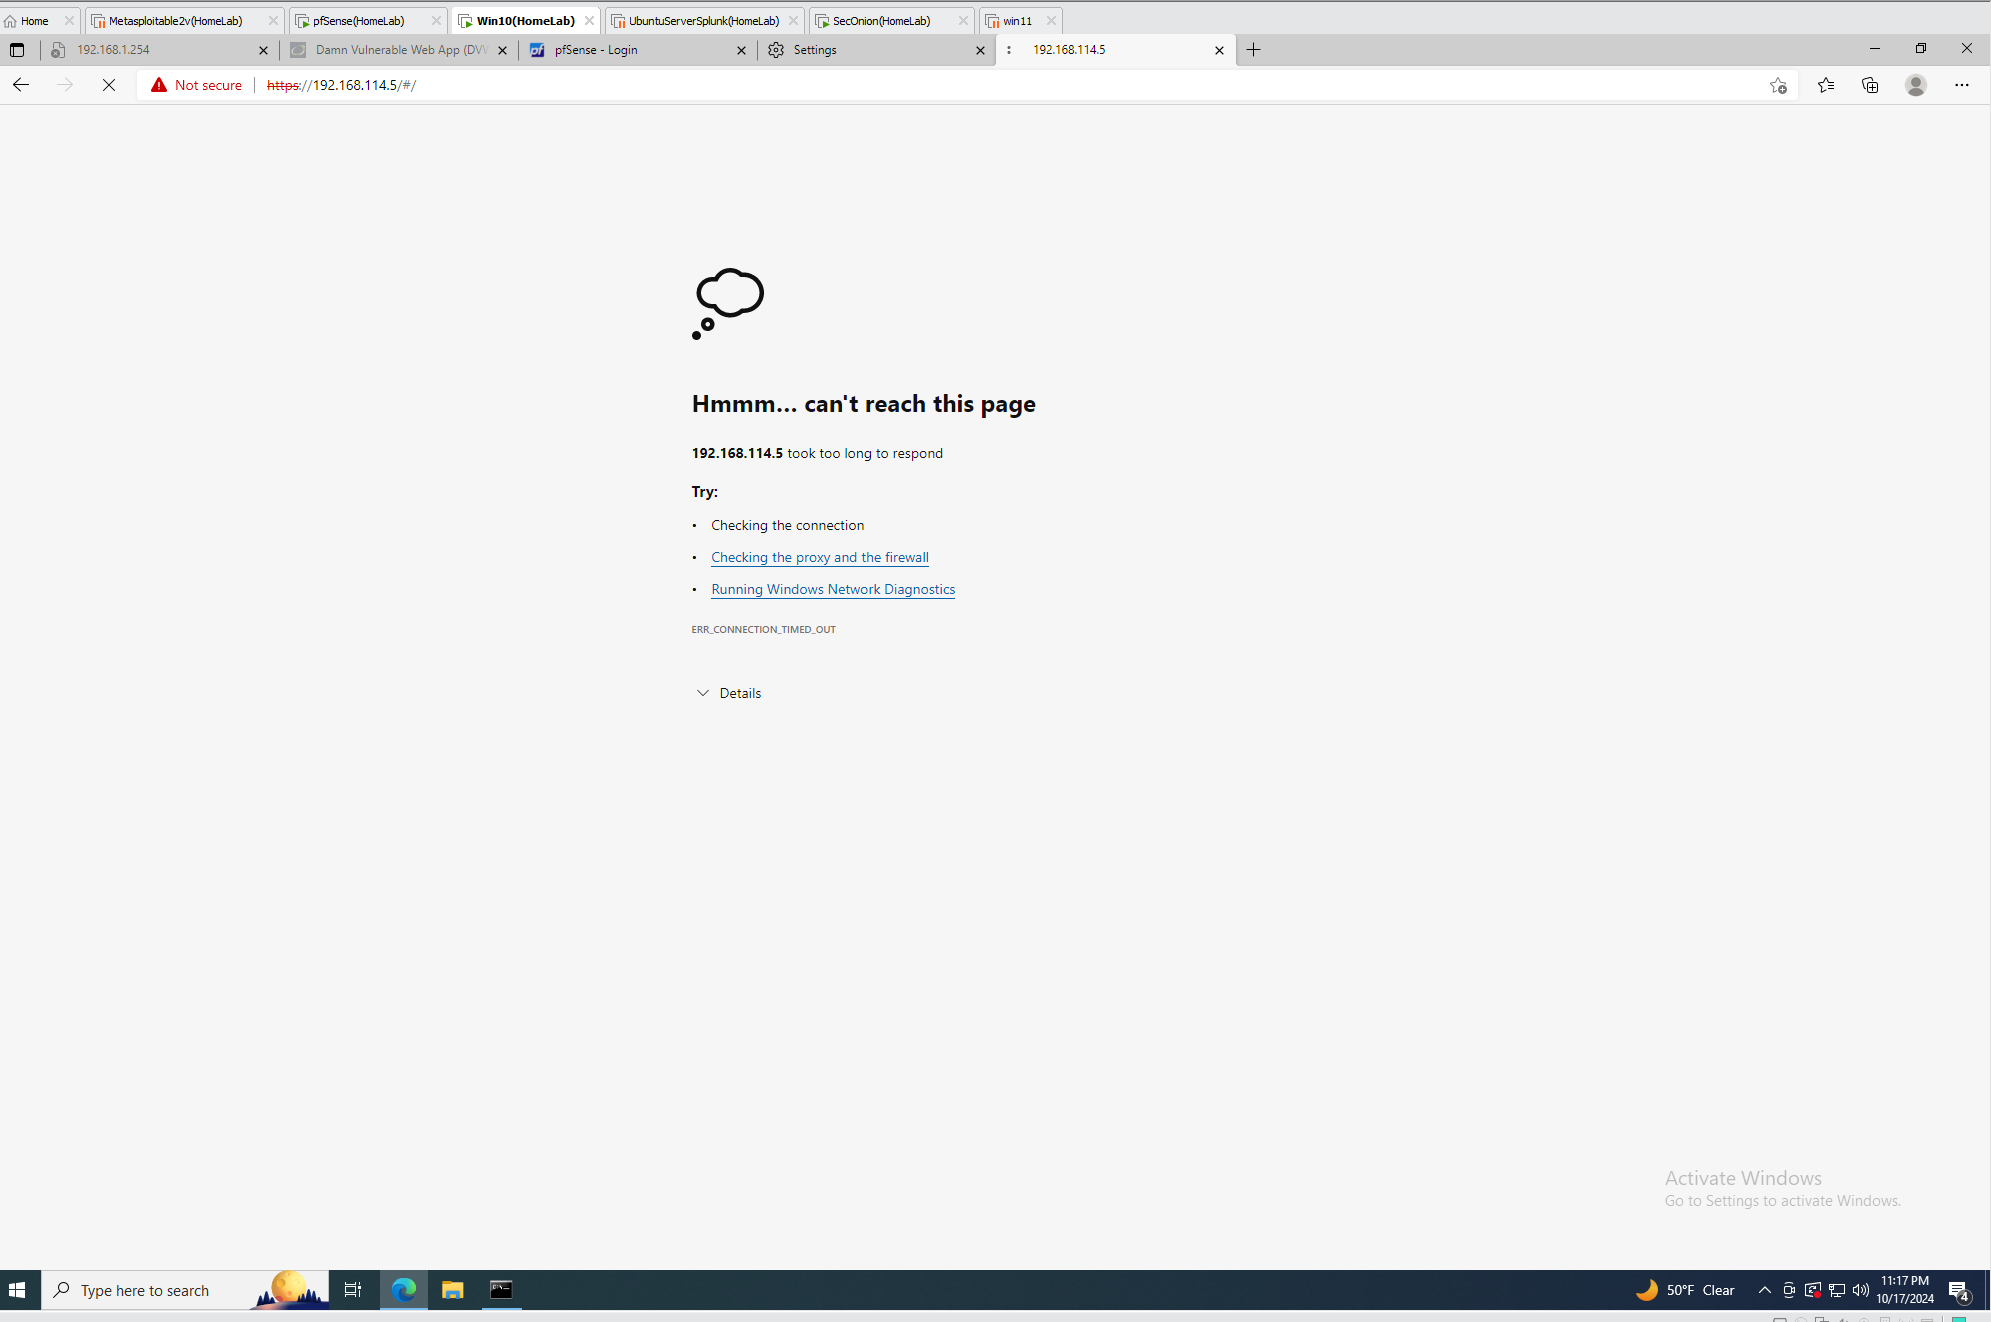 Home
Metasploitable2v(HomeLab)
pfSense(HomeLab)
Win10(HomeLab)
UbuntuServerSplunk(HomeLab)
SecOnion(HomeLab)
win11
192.168.1.254
Damn Vulnerable Web App (DV
pfSense - Login
Settings
192.168.114.5
Not secure
https://192.168.114.5/#/
Hmmm... can't reach this page
192.168.114.5 took too long to respond
Try:
• Checking the connection
• Checking the proxy and the firewall
• Running Windows Network Diagnostics
ERR_CONNECTION_TIMED_OUT
Details
Activate Windows
Go to Settings to activate Windows.
Type here to search
50°F Clear
11:17 PM
10/17/2024
4